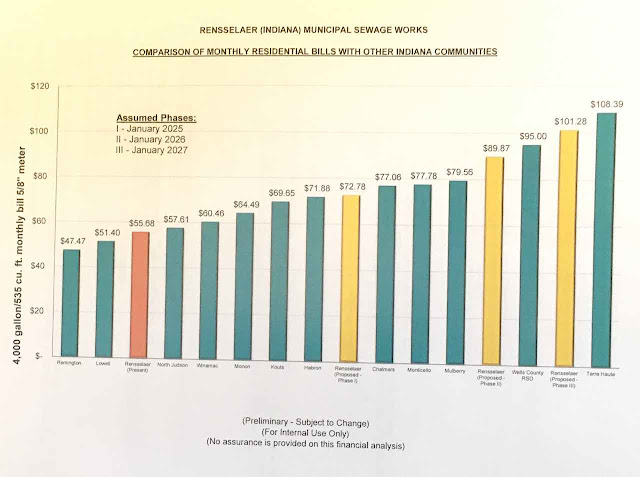 RENSSELAER (INDIANA) MUNICIPAL SEWAGE WORKS
COMPARISON OF MONTHLY RESIDENTIAL BILLS WITH OTHER INDIANA COMMUNITIES
4,000 gallon/535 cu. ft. monthly bill 5/8" meter
$120
$100
$80
$60
$40
$20
$-
Assumed Phases:
I - January 2025
II - January 2026
III - January 2027
$47.47
$51.40
$55.68
$57.61
$60.46
$64.49
$69.65
$71.88
$72.78
$77.06
$77.78
$79.56
$89.87
$95.00
$101.28
$108.39
Remington
Lowell
Rensselaer
(Present)
North Judson
Winamac
Monon
Kouts
Hebron
Rensselaer
(Proposed -
Phase I)
Chalmers
Monticello
Mulberry
Rensselaer
(Proposed -
Phase II)
Wells County
RSD
Rensselaer
(Proposed -
Phase III)
Terre Haute
(Preliminary - Subject to Change)
(For Internal Use Only)
(No assurance is provided on this financial analysis)